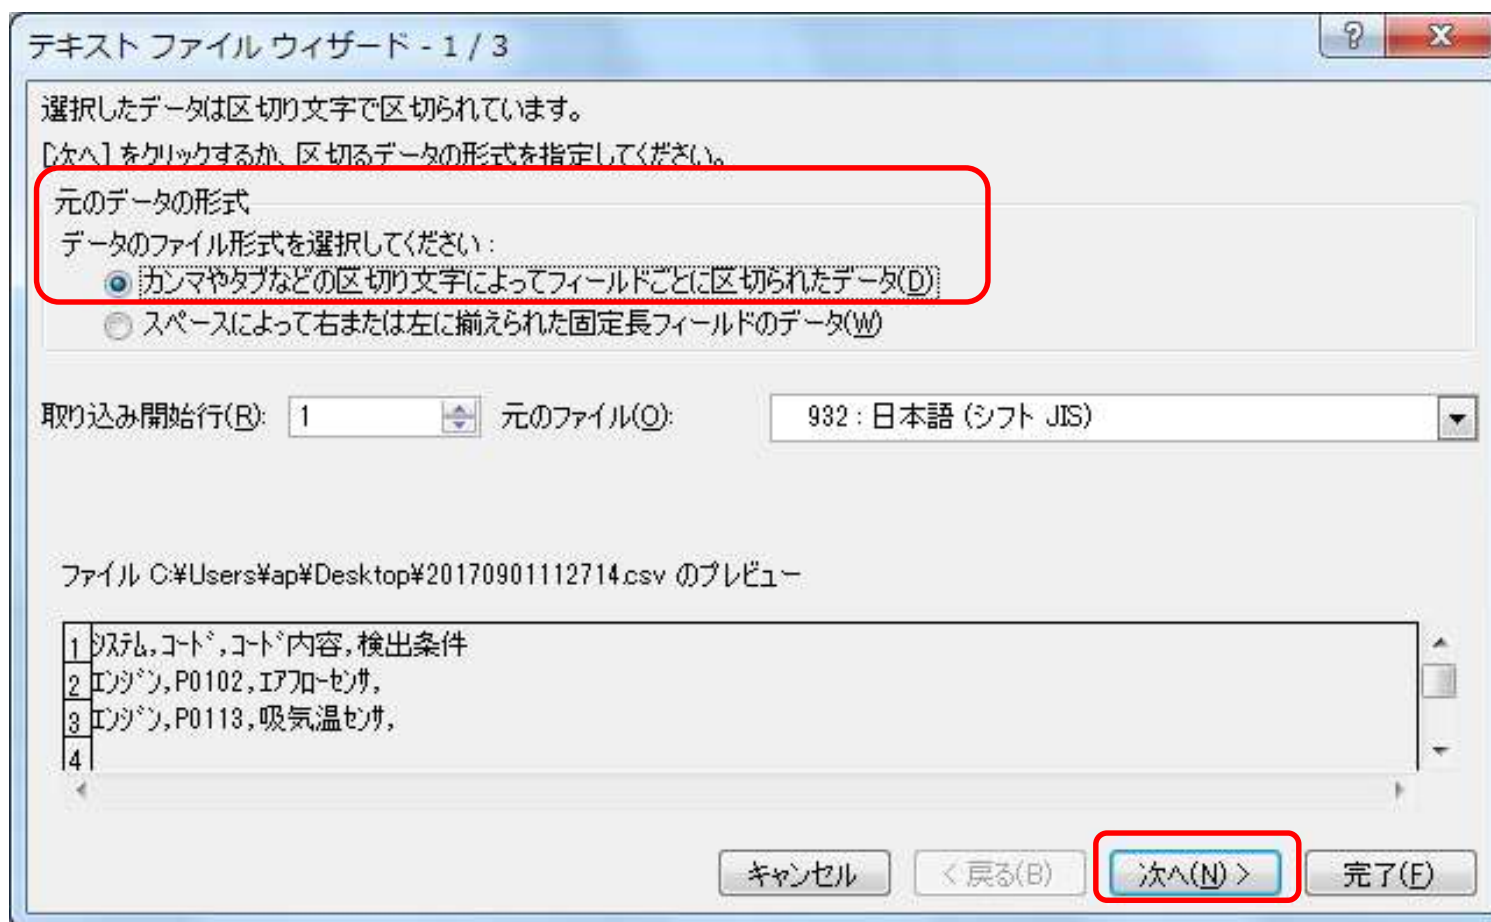 テキスト ファイル ウィザード - 1 / 3
選択したデータは区切り文字で区切られています。
[次へ] をクリックするか、区切るデータの形式を指定してください。
元のデータの形式
データのファイル形式を選択してください:
カンマやタブなどの区切り文字によってフィールドごとに区切られたデータ(D)
スペースによって右または左に揃えられた固定長フィールドのデータ(W)
取り込み開始行(R): 1 元のファイル(O): 932 : 日本語 (シフト JIS)
ファイル C:¥Users¥ap¥Desktop¥20170901112714.csv のプレビュー
1 システム,コード,コード内容,検出条件
2 エンジン,P0102,エアフローセンサ,
3 エンジン,P0113,吸気温センサ,
4
キャンセル < 戻る(B) 次へ(N) > 完了(F)